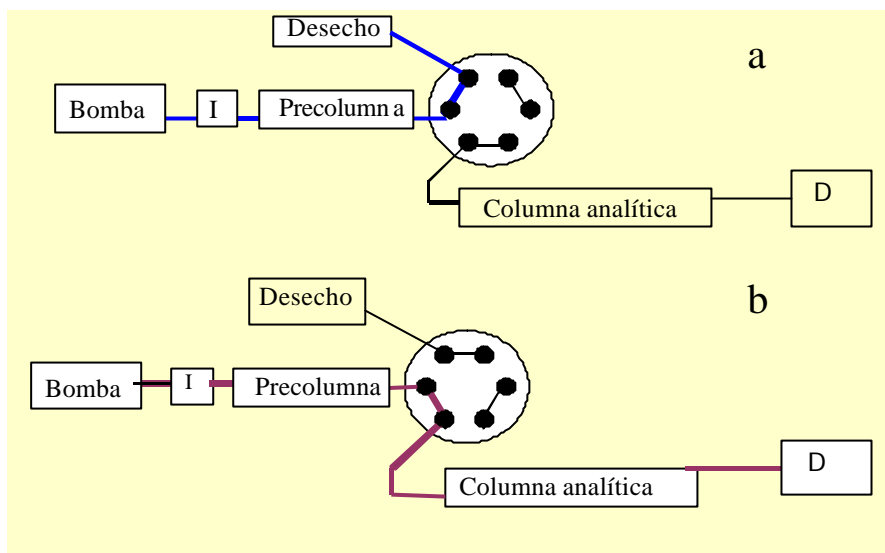 Desecho
a
Bomba
I
Precolumn a
Columna analítica
D
Desecho
b
Bomba
I
Precolumna
Columna analítica
D